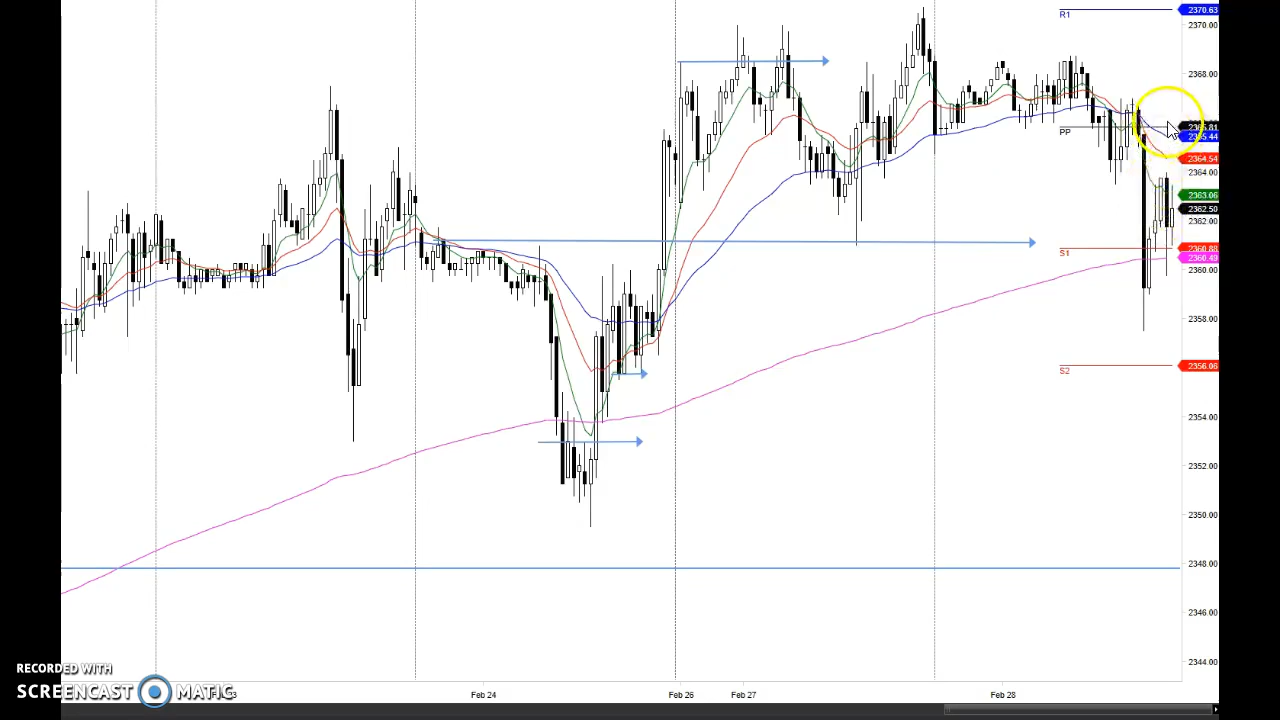 R1
2370.63
2370.00
2368.00
PP
2365.44
2364.54
2364.00
2363.06
2362.50
2362.00
S1
2360.88
2360.49
2360.00
2358.00
S2
2356.06
2354.00
2352.00
2350.00
2348.00
2346.00
2344.00
RECORDED WITH
SCREENCAST MATIC
Feb 24
Feb 26
Feb 27
Feb 28